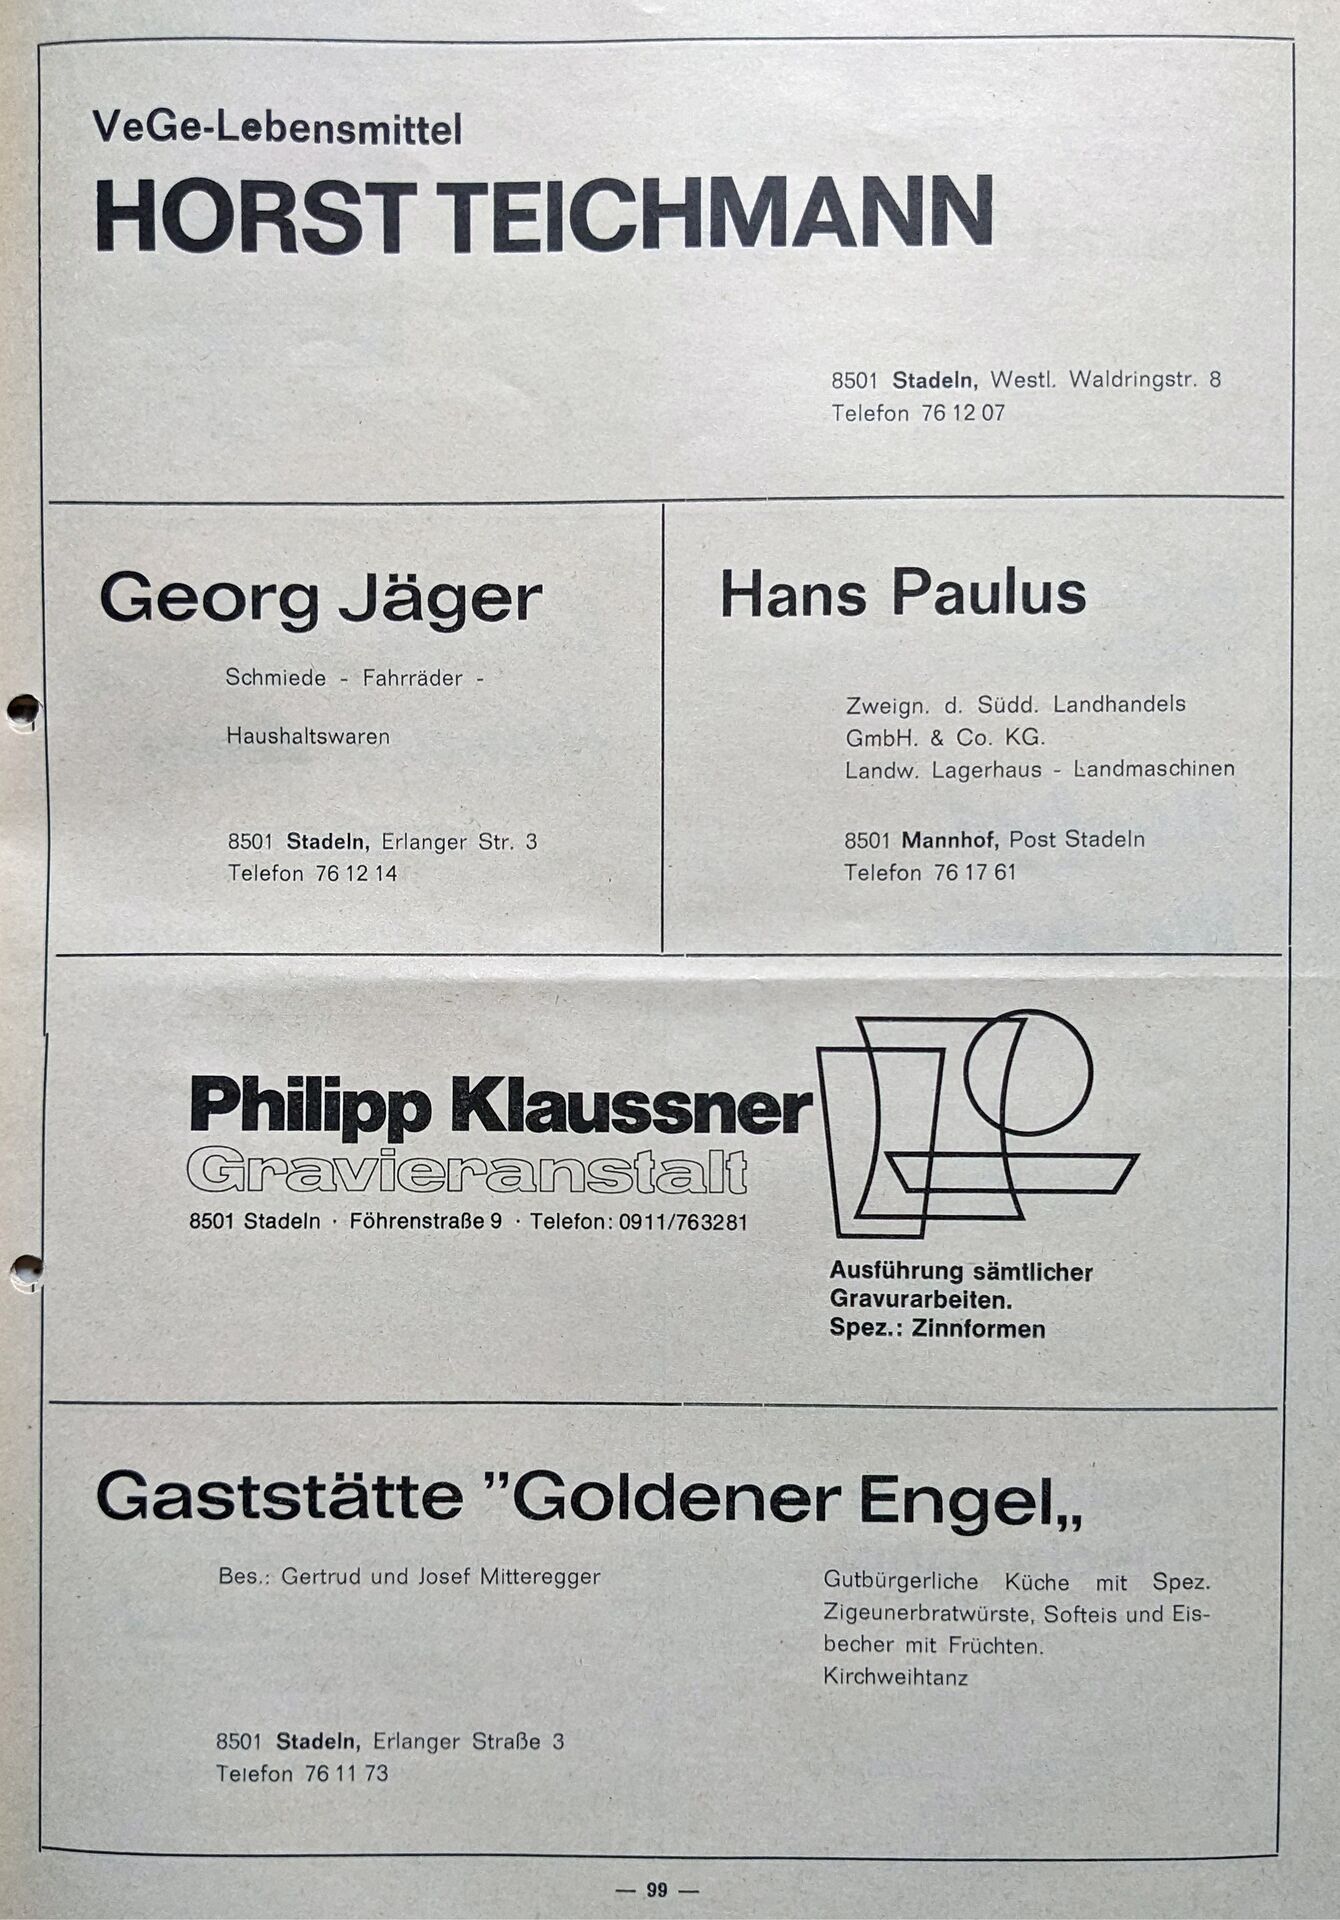 VeGe-Lebensmittel
HORST TEICHMANN
8501 Stadeln, Westl. Waldringstr. 8
Telefon 76 12 07
Georg Jäger
Schmiede - Fahrräder -
Haushaltswaren
8501 Stadeln, Erlanger Str. 3
Telefon 76 12 14
Hans Paulus
Zweign. d. Südd. Landhandels
GmbH. & Co. KG.
Landw. Lagerhaus - Landmaschinen
8501 Mannhof, Post Stadeln
Telefon 76 17 61
Philipp Klaussner
Gravieranstalt
8501 Stadeln · Föhrenstraße 9 · Telefon: 0911/763281
Ausführung sämtlicher
Gravurarbeiten.
Spez.: Zinnformen
Gaststätte ”Goldener Engel„
Bes.: Gertrud und Josef Mitteregger
Gutbürgerliche Küche mit Spez.
Zigeunerbratwürste, Softeis und Eis-
becher mit Früchten.
Kirchweihtanz
8501 Stadeln, Erlanger Straße 3
Telefon 76 11 73
— 99 —